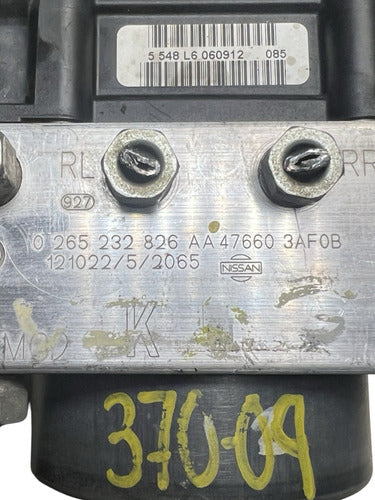 5 548 L6 060912 085
RL RR
927
0 265 232 826 AA 47660 3AF0B
121022/5/2065 NISSAN
K
370-09